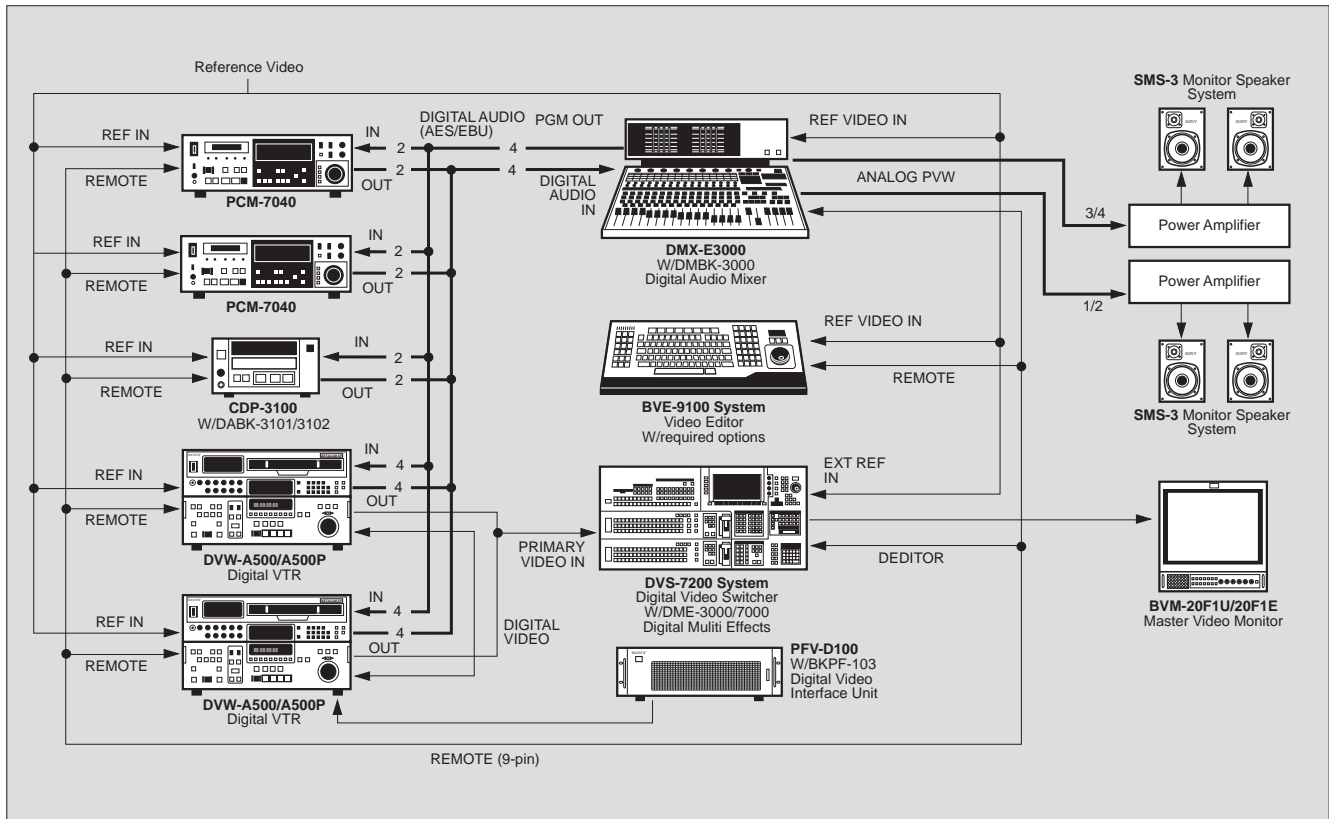 Reference Video
REF IN
REMOTE
PCM-7040
IN
2
2
OUT
DIGITAL AUDIO
(AES/EBU)
4
PGM OUT
4
DIGITAL
AUDIO
IN
REF VIDEO IN
ANALOG PVW
DMX-E3000
W/DMBK-3000
Digital Audio Mixer
SMS-3 Monitor Speaker
System
SONY
SONY
3/4
Power Amplifier
Power Amplifier
1/2
SONY
SONY
SMS-3 Monitor Speaker
System
REF IN
REMOTE
PCM-7040
IN
2
2
OUT
REF IN
REMOTE
CDP-3100
W/DABK-3101/3102
IN
2
2
OUT
REF VIDEO IN
REMOTE
BVE-9100 System
Video Editor
W/required options
SONY
REF IN
REMOTE
DVW-A500/A500P
Digital VTR
IN
4
4
OUT
PRIMARY
VIDEO IN
EXT REF
IN
DEDITOR
DVS-7200 System
Digital Video Switcher
W/DME-3000/7000
Digital Muliti Effects
BVM-20F1U/20F1E
Master Video Monitor
SONY
REF IN
REMOTE
DVW-A500/A500P
Digital VTR
IN
4
4
OUT
DIGITAL
VIDEO
SONY
PFV-D100
W/BKPF-103
Digital Video
Interface Unit
REMOTE (9-pin)